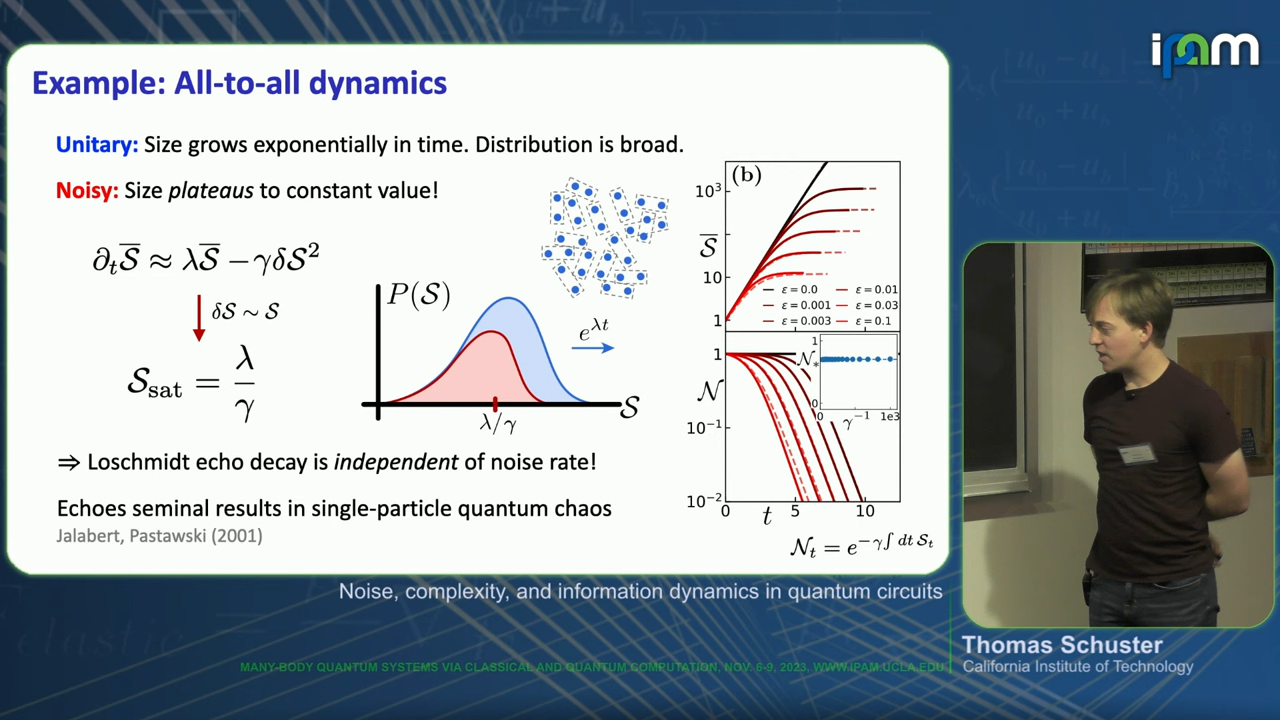 ipam
Example: All-to-all dynamics
Unitary: Size grows exponentially in time. Distribution is broad.
Noisy: Size plateaus to constant value!
∂ₜS̅ ≈ λS̅ − γδS²
δS ~ S
S_sat = λ/γ
P(S)
e^{λt}
S
λ/γ
(b)
10³
S̅
10
1
ε = 0.0
ε = 0.01
ε = 0.001
ε = 0.03
ε = 0.003
ε = 0.1
1
N
10⁻¹
10⁻²
0
5
10
t
1
N*
0
0
γ⁻¹
1e3
N_t = e^{−γ∫dt S_t}
⇒ Loschmidt echo decay is independent of noise rate!
Echoes seminal results in single-particle quantum chaos
Jalabert, Pastawski (2001)
Noise, complexity, and information dynamics in quantum circuits
Thomas Schuster
California Institute of Technology
MANY-BODY QUANTUM SYSTEMS VIA CLASSICAL AND QUANTUM COMPUTATION, NOV. 6-9, 2023, WWW.IPAM.UCLA.EDU